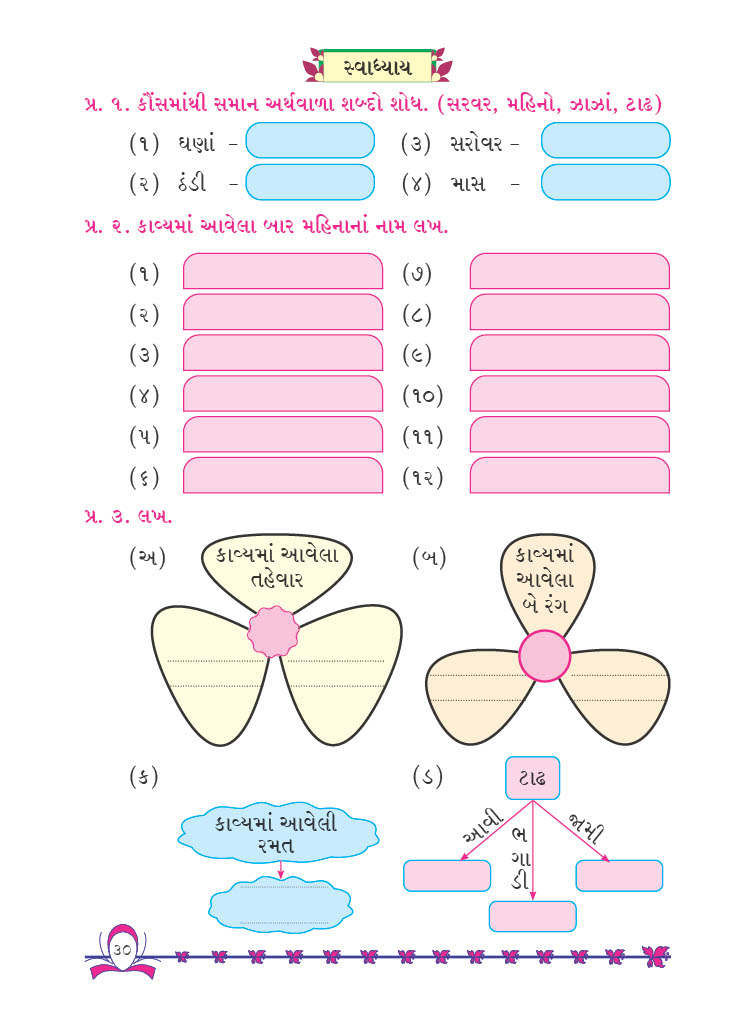 સ્વાધ્યાય
પ્ર. ૧. કૌંસમાંથી સમાન અર્થવાળા શબ્દો શોધ. (સરવર, મહિનો, ઝાઝાં, ટાઢ)
(૧) ઘણાં - (૩) સરોવર -
(૨) ઠંડી - (૪) માસ -
પ્ર. ૨. કાવ્યમાં આવેલા બાર મહિનાનાં નામ લખ.
(૧) (૭)
(૨) (૮)
(૩) (૯)
(૪) (૧૦)
(૫) (૧૧)
(૬) (૧૨)
પ્ર. ૩. લખ.
(અ)
કાવ્યમાં આવેલા
તહેવાર
(બ)
કાવ્યમાં
આવેલા
બે રંગ
(ક)
કાવ્યમાં આવેલી
રમત
(ડ)
ટાઢ
આવી
ભ
ગા
ડી
જામી
૩૦